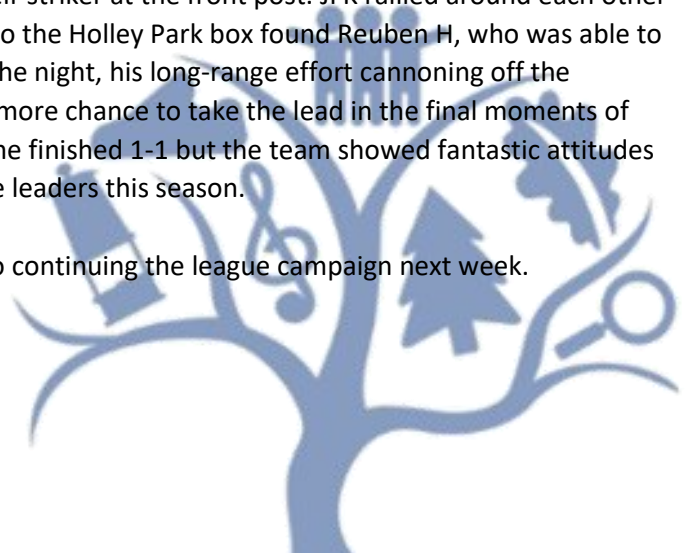 striker at the front post. JPR rallied around each other
o the Holley Park box found Reuben H, who was able to
he night, his long-range effort cannoning off the
more chance to take the lead in the final moments of
ne finished 1-1 but the team showed fantastic attitudes
e leaders this season.
o continuing the league campaign next week.